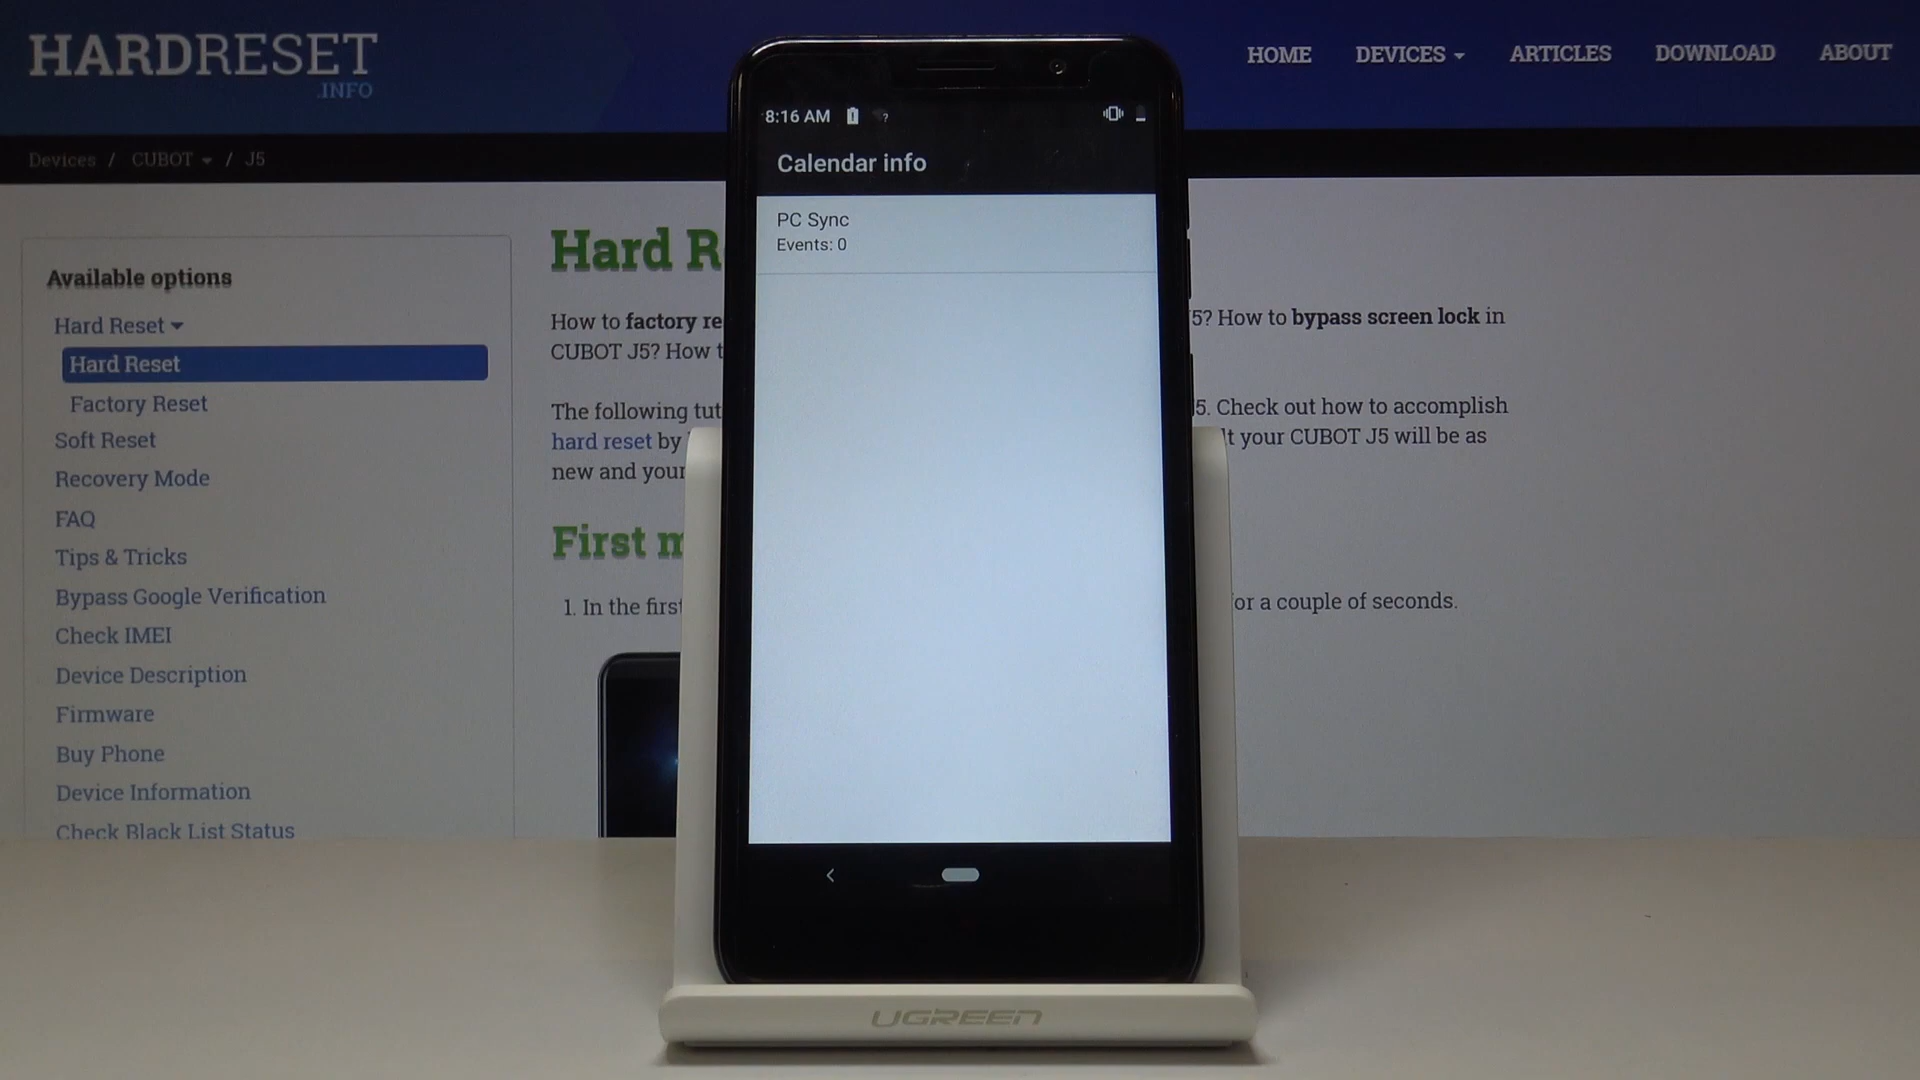 HARDRESET
.INFO
HOME DEVICES ARTICLES DOWNLOAD ABOUT
Devices / CUBOT / J5
Available options
Hard Reset
Hard Reset
Factory Reset
Soft Reset
Recovery Mode
FAQ
Tips & Tricks
Bypass Google Verification
Check IMEI
Device Description
Firmware
Buy Phone
Device Information
Check Black List Status
Hard R
How to factory re 5? How to bypass screen lock in
CUBOT J5? How t
The following tut 5. Check out how to accomplish
hard reset by lt your CUBOT J5 will be as
new and your
First m
1. In the first or a couple of seconds.
8:16 AM ?
Calendar info
PC Sync
Events: 0
UGREEN